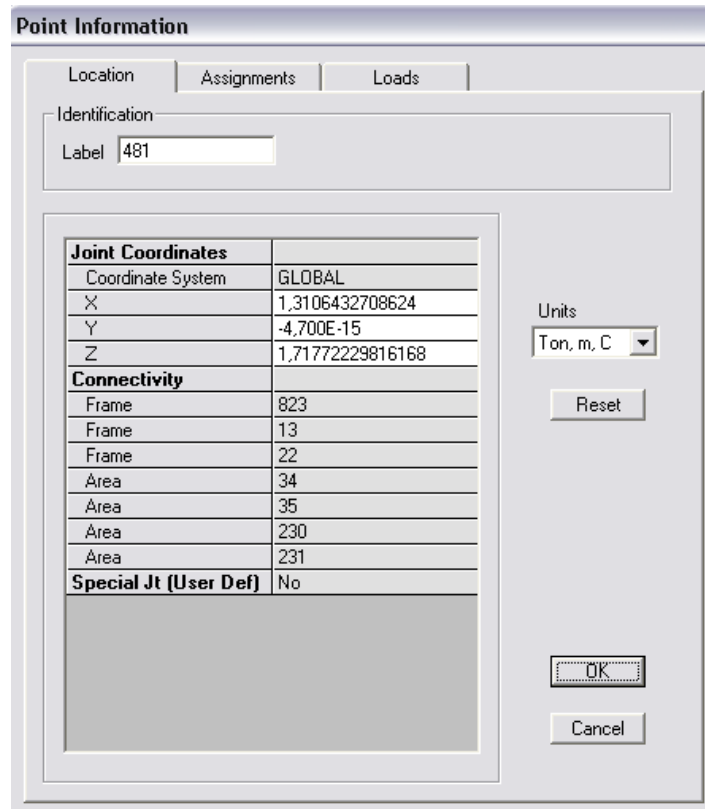 Point Information
Location Assignments Loads
Identification
Label 481
Joint Coordinates
Coordinate System GLOBAL
X 1,3106432708624
Y -4,700E-15
Z 1,71772229816168
Connectivity
Frame 823
Frame 13
Frame 22
Area 34
Area 35
Area 230
Area 231
Special Jt (User Def) No
Units
Ton, m, C
Reset
OK
Cancel